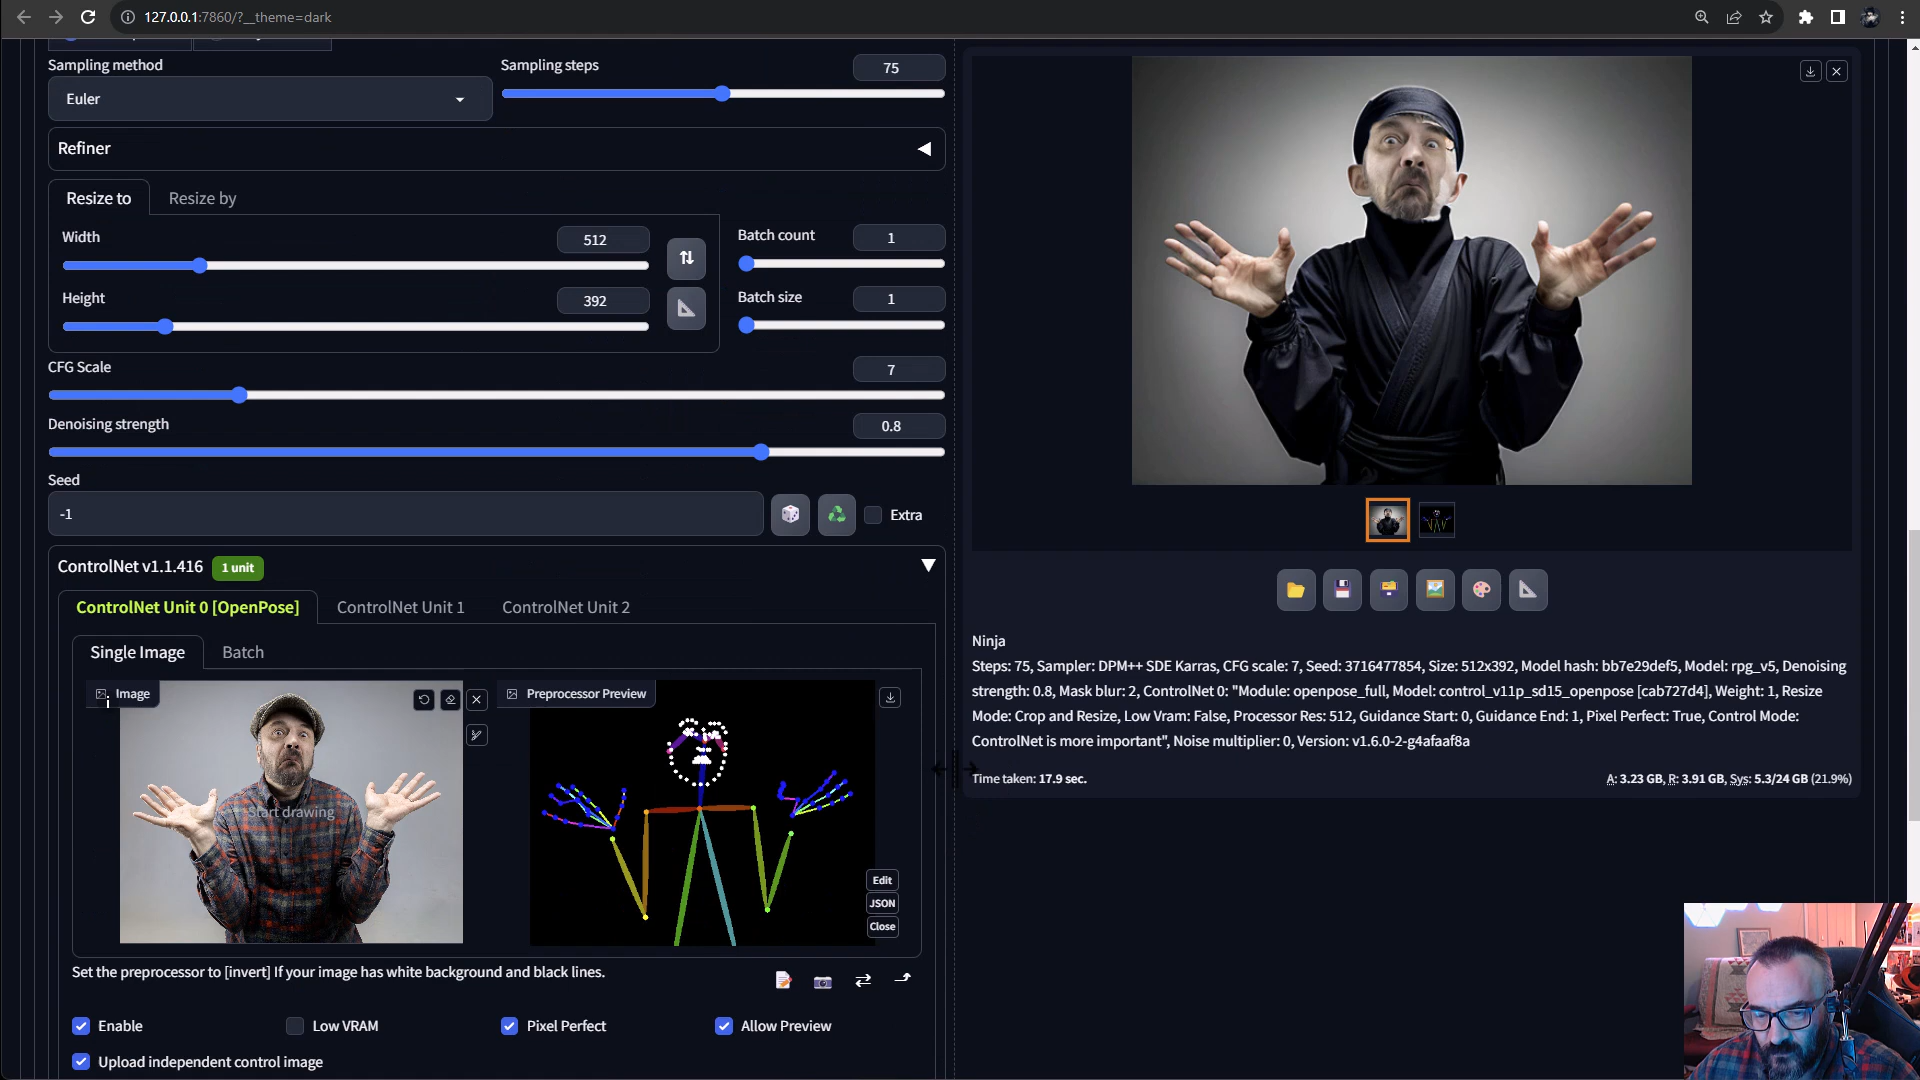 127.0.0.1:7860/?__theme=dark
Sampling method
Sampling steps
75
Euler
Refiner
Resize to
Resize by
Width
512
Batch count
1
Height
392
Batch size
1
CFG Scale
7
Denoising strength
0.8
Seed
-1
Extra
ControlNet v1.1.416
1 unit
ControlNet Unit 0 [OpenPose]
ControlNet Unit 1
ControlNet Unit 2
Single Image
Batch
Image
Preprocessor Preview
Start drawing
Edit
JSON
Close
Set the preprocessor to [invert] If your image has white background and black lines.
Enable
Low VRAM
Pixel Perfect
Allow Preview
Upload independent control image
Ninja
Steps: 75, Sampler: DPM++ SDE Karras, CFG scale: 7, Seed: 3716477854, Size: 512x392, Model hash: bb7e29def5, Model: rpg_v5, Denoising
strength: 0.8, Mask blur: 2, ControlNet 0: "Module: openpose_full, Model: control_v11p_sd15_openpose [cab727d4], Weight: 1, Resize
Mode: Crop and Resize, Low Vram: False, Processor Res: 512, Guidance Start: 0, Guidance End: 1, Pixel Perfect: True, Control Mode:
ControlNet is more important", Noise multiplier: 0, Version: v1.6.0-2-g4afaaf8a
Time taken: 17.9 sec.
A: 3.23 GB, R: 3.91 GB, Sys: 5.3/24 GB (21.9%)